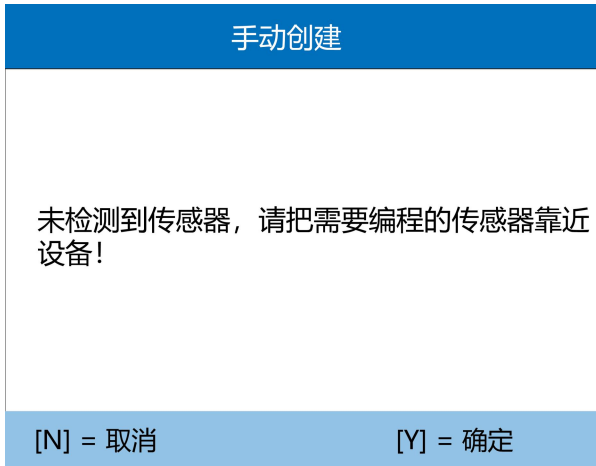 手动创建
未检测到传感器，请把需要编程的传感器靠近
设备！
[N] = 取消
[Y] = 确定